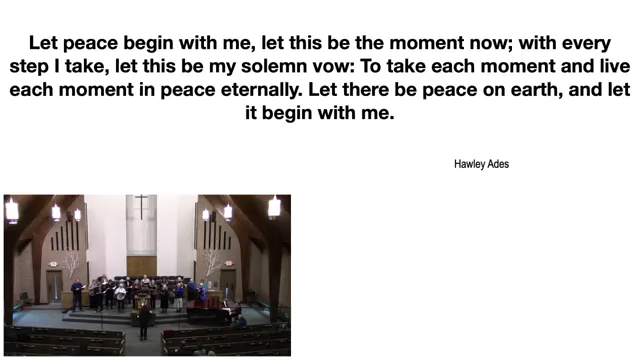 Let peace begin with me, let this be the moment now; with every
step I take, let this be my solemn vow: To take each moment and live
each moment in peace eternally. Let there be peace on earth, and let
it begin with me.
Hawley Ades